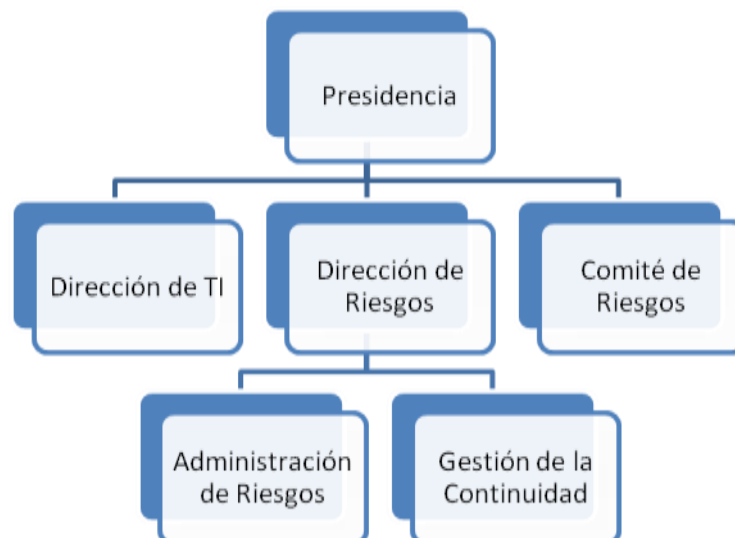 Presidencia
Dirección de TI
Dirección de
Riesgos
Comité de
Riesgos
Administración
de Riesgos
Gestión de la
Continuidad